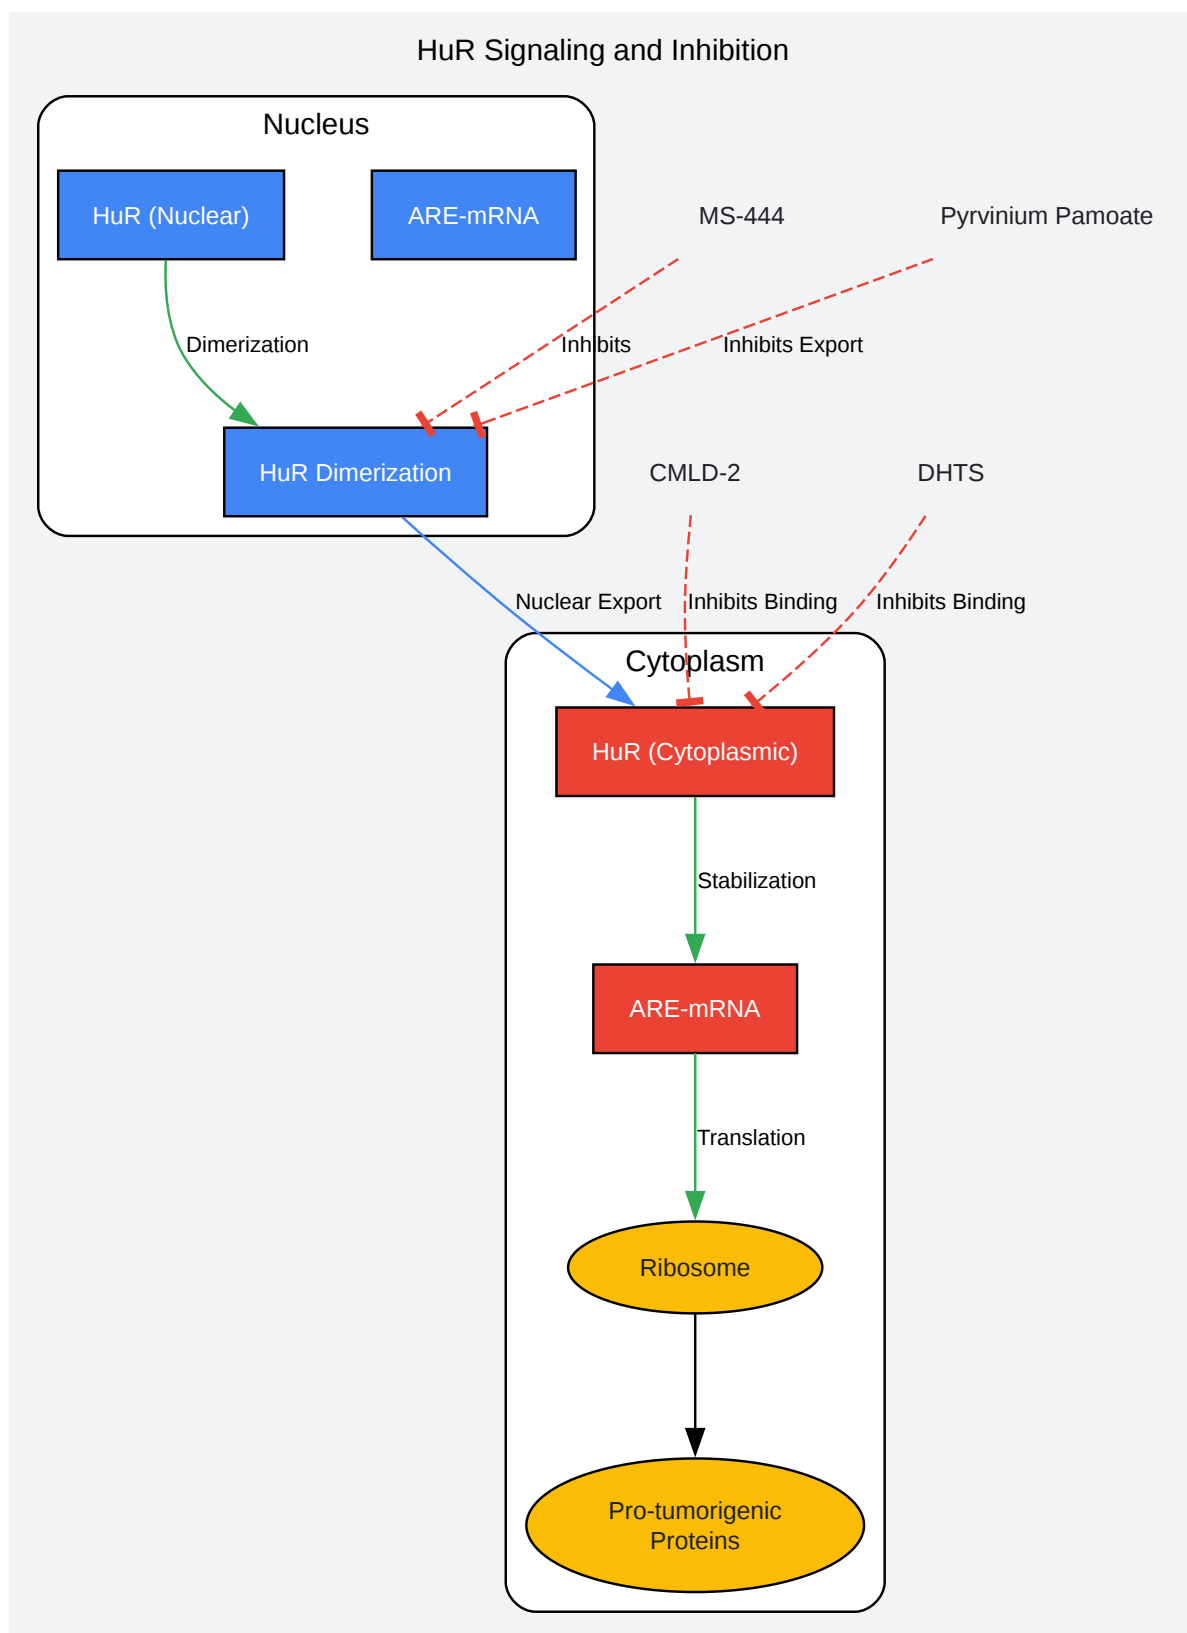 HuR Signaling and Inhibition
Nucleus
HuR (Nuclear)
ARE-mRNA
MS-444
Pyrvinium Pamoate
Dimerization
Inhibits
Inhibits Export
HuR Dimerization
CMLD-2
DHTS
Nuclear Export
Inhibits Binding
Inhibits Binding
Cytoplasm
HuR (Cytoplasmic)
Stabilization
ARE-mRNA
Translation
Ribosome
Pro-tumorigenic
Proteins